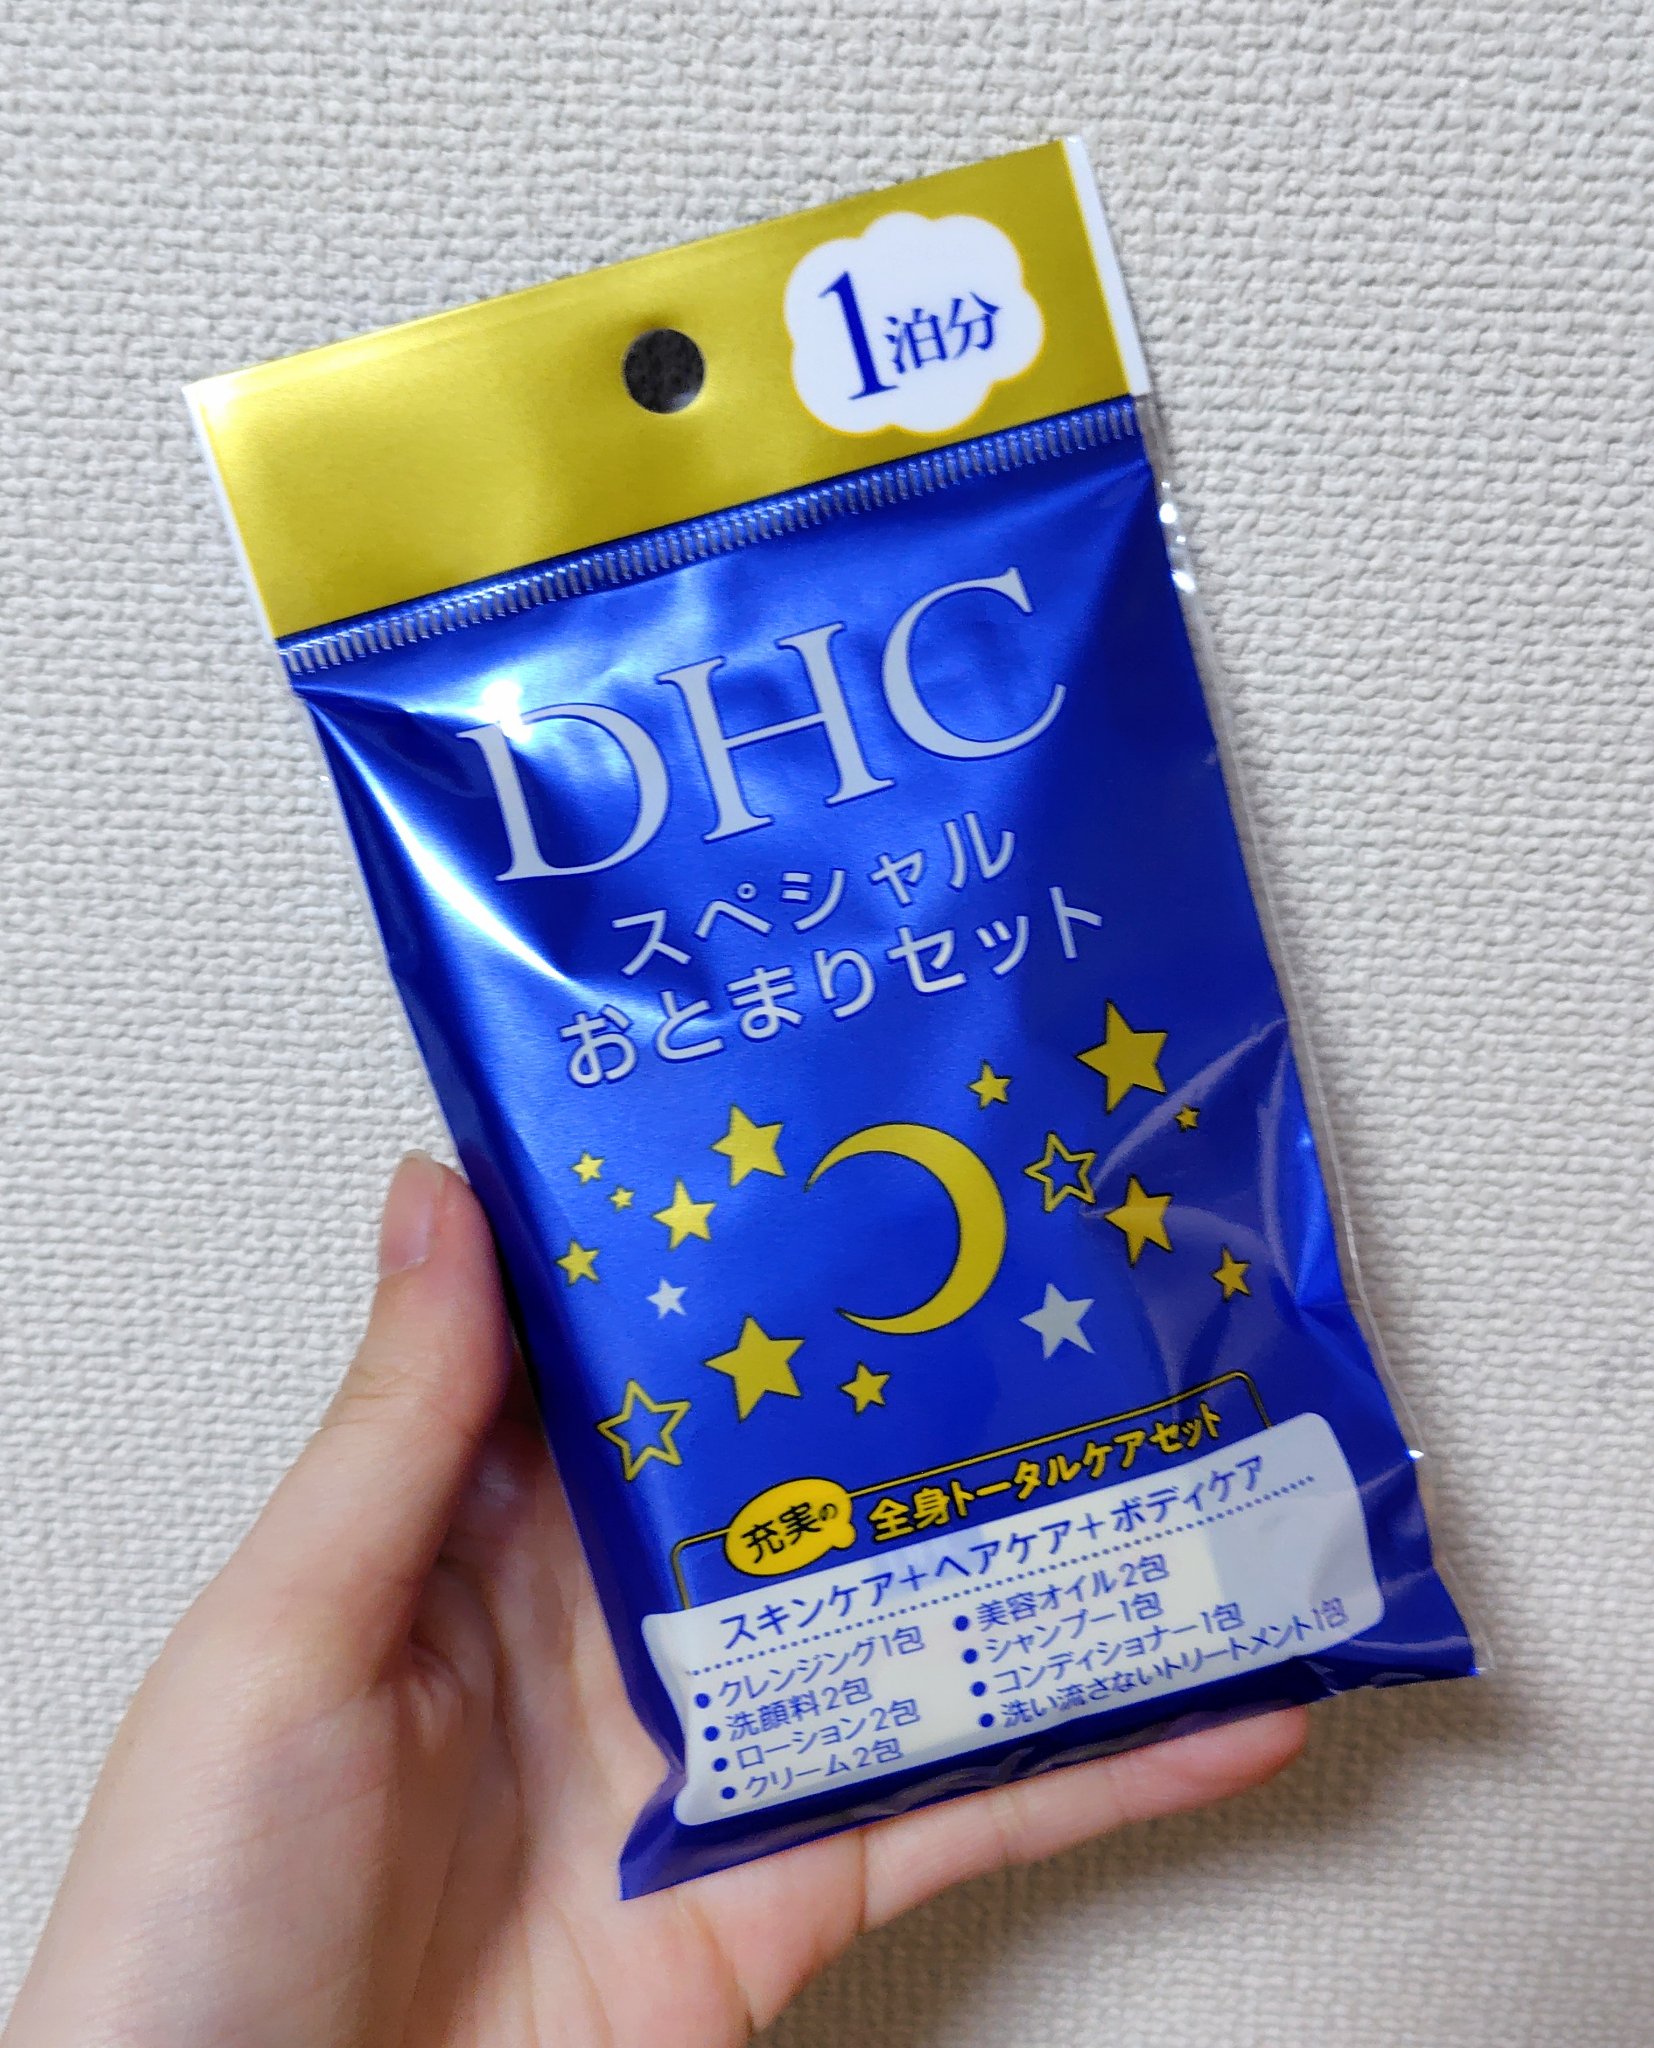 1泊分
DHC
スペシャル
おとまりセット
充実の 全身トータルケアセット
スキンケア+ヘアケア+ボディケア
●クレンジング1包
●洗顔料2包
●ローション2包
●クリーム2包
●美容オイル2包
●シャンプー1包
●コンディショナー1包
●洗い流さないトリートメント1包